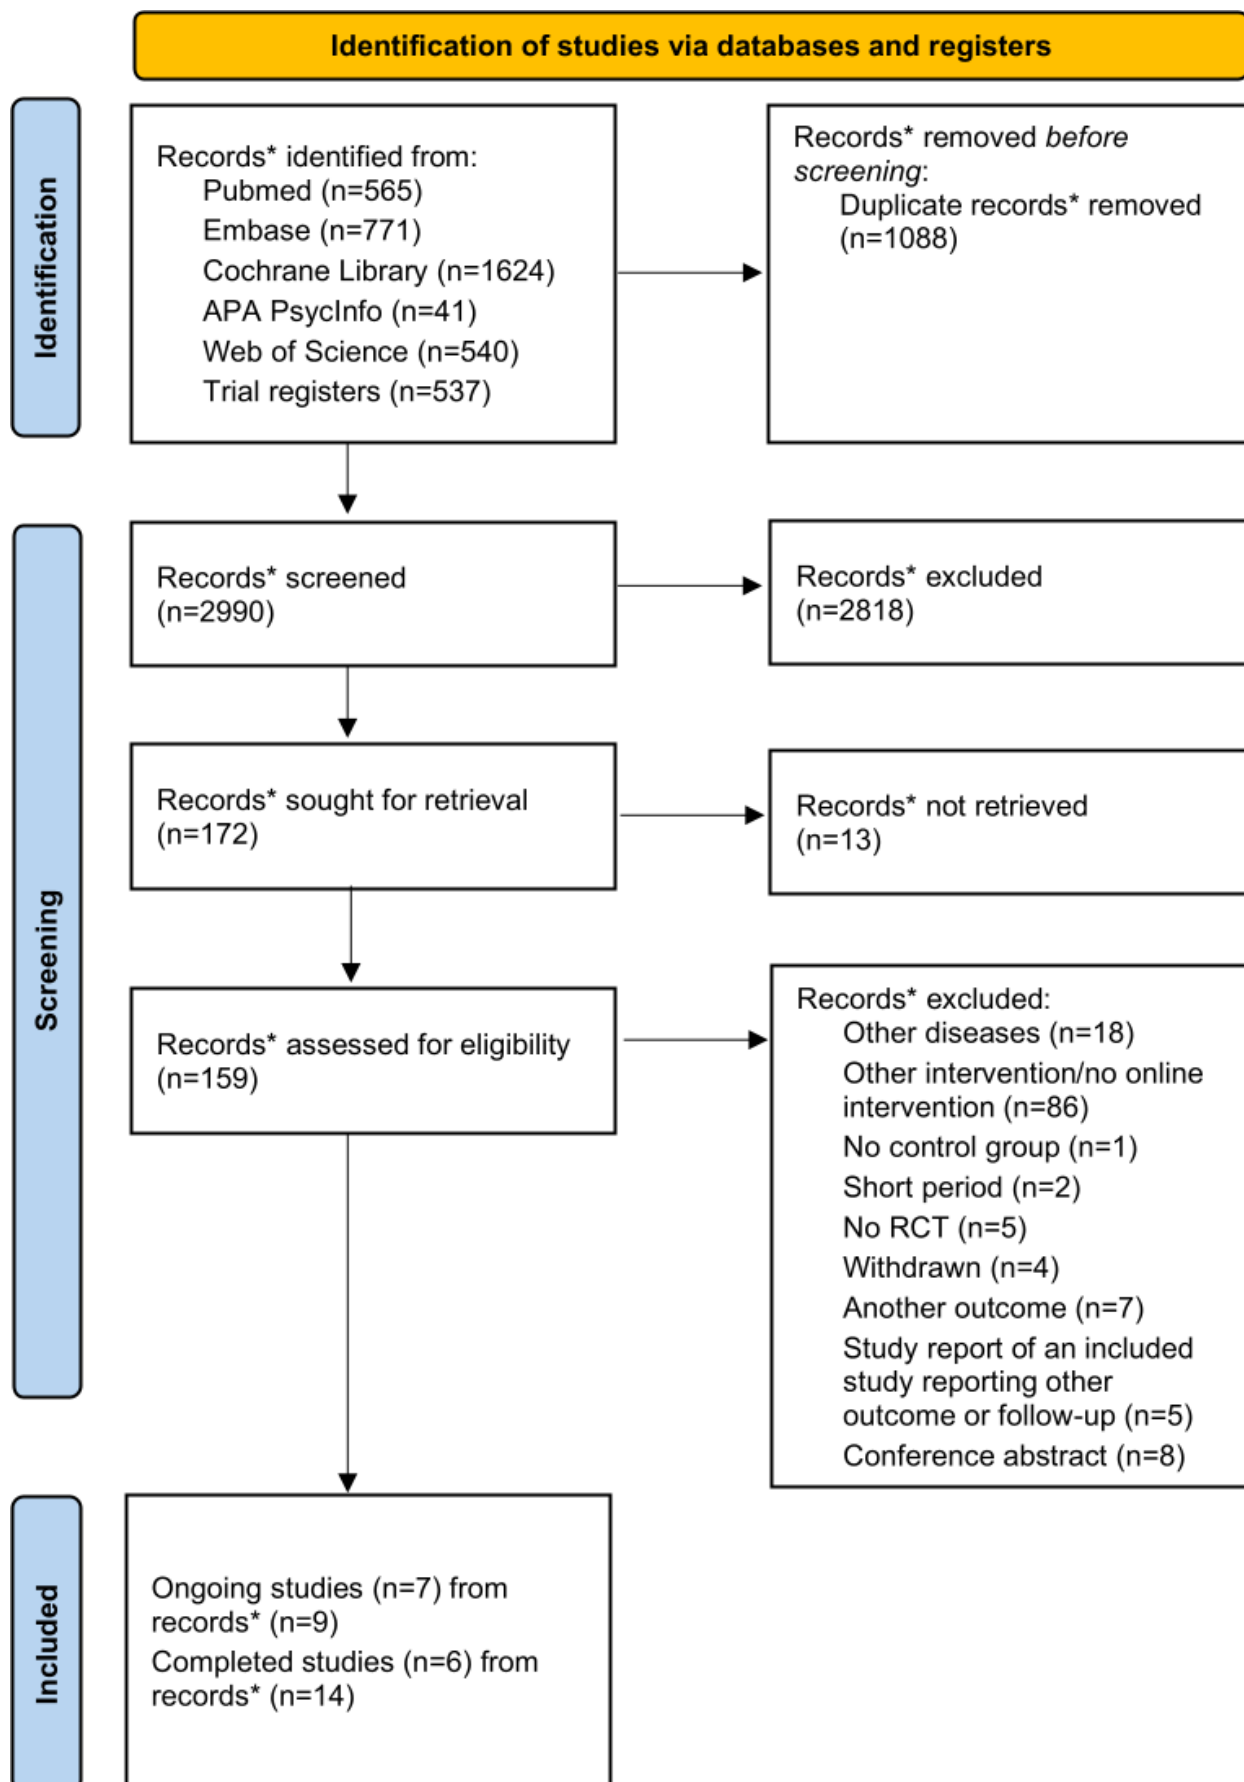 Identification of studies via databases and registers
Identification
Records* identified from:
Pubmed (n=565)
Embase (n=771)
Cochrane Library (n=1624)
APA PsycInfo (n=41)
Web of Science (n=540)
Trial registers (n=537)
Records* removed before
screening:
Duplicate records* removed
(n=1088)
Screening
Records* screened
(n=2990)
Records* excluded
(n=2818)
Records* sought for retrieval
(n=172)
Records* not retrieved
(n=13)
Records* assessed for eligibility
(n=159)
Records* excluded:
Other diseases (n=18)
Other intervention/no online
intervention (n=86)
No control group (n=1)
Short period (n=2)
No RCT (n=5)
Withdrawn (n=4)
Another outcome (n=7)
Study report of an included
study reporting other
outcome or follow-up (n=5)
Conference abstract (n=8)
Included
Ongoing studies (n=7) from
records* (n=9)
Completed studies (n=6) from
records* (n=14)